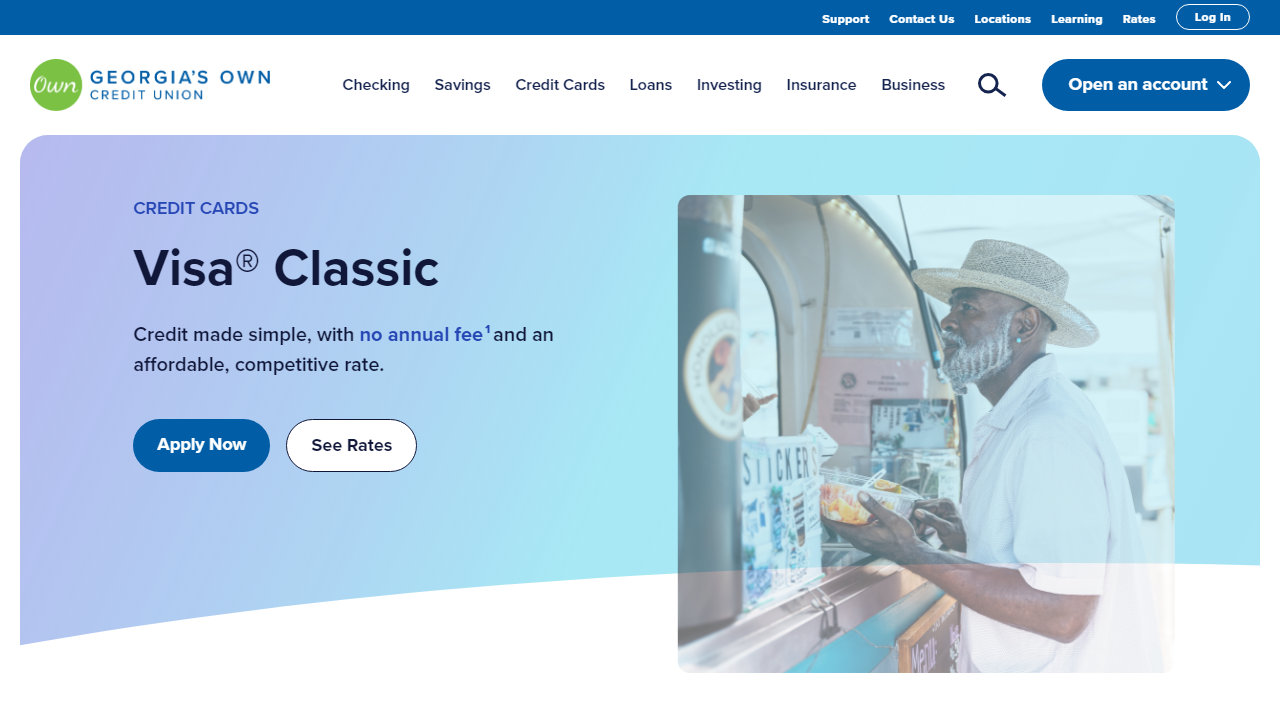 Support Contact Us Locations Learning Rates Log In
Own GEORGIA'S OWN
CREDIT UNION
Checking Savings Credit Cards Loans Investing Insurance Business Open an account
CREDIT CARDS
Visa® Classic
Credit made simple, with no annual fee¹ and an
affordable, competitive rate.
Apply Now See Rates
STICKERS
MENU: